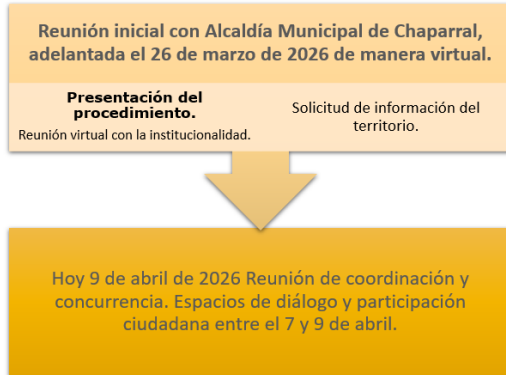 Reunión inicial con Alcaldía Municipal de Chaparral,
adelantada el 26 de marzo de 2026 de manera virtual.
Presentación del
procedimiento.
Reunión virtual con la institucionalidad.
Solicitud de información del
territorio.
Hoy 9 de abril de 2026 Reunión de coordinación y
concurrencia. Espacios de diálogo y participación
ciudadana entre el 7 y 9 de abril.